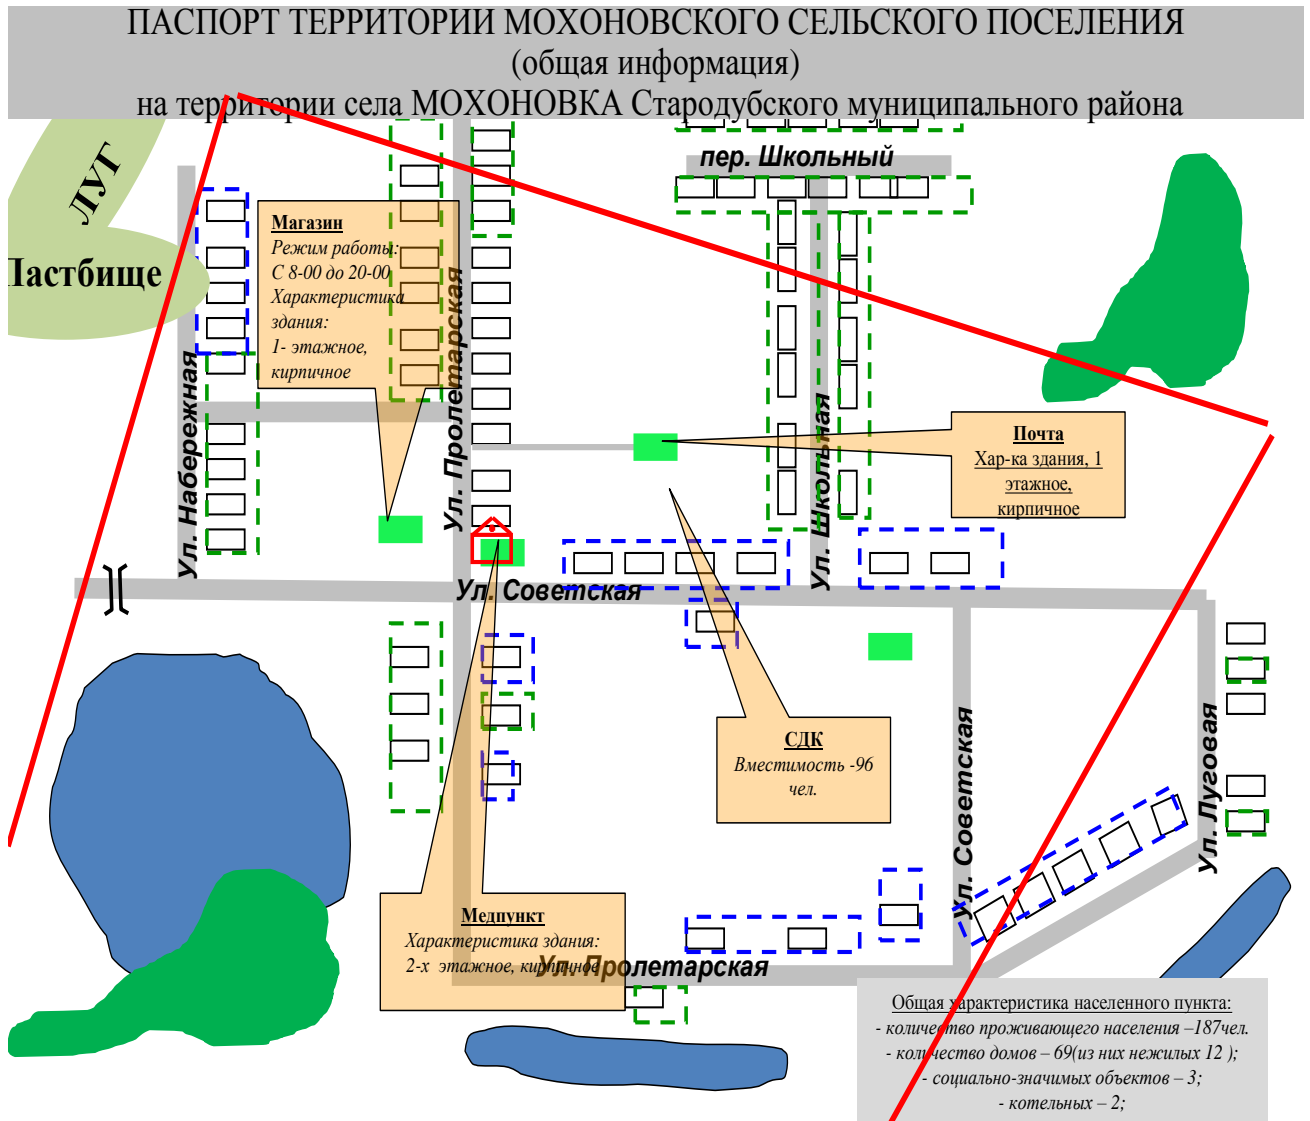 ПАСПОРТ ТЕРРИТОРИИ МОХОНОВСКОГО СЕЛЬСКОГО ПОСЕЛЕНИЯ
(общая информация)
на территории села МОХОНОВКА Стародубского муниципального района
ЛУГ
Пастбище
пер. Школьный
Магазин
Режим работы:
С 8-00 до 20-00
Характеристика
здания:
1- этажное,
кирпичное
Ул. Набережная
Ул. Пролетарская
Ул. Школьная
Почта
Хар-ка здания, 1
этажное,
кирпичное
Ул. Советская
СДК
Вместимость -96
чел.
Ул. Советская
Ул. Луговая
Медпункт
Характеристика здания:
2-х этажное, кирпичное
Ул. Пролетарская
Общая характеристика населенного пункта:
- количество проживающего населения –187чел.
- количество домов – 69(из них нежилых 12 );
- социально-значимых объектов – 3;
- котельных – 2;